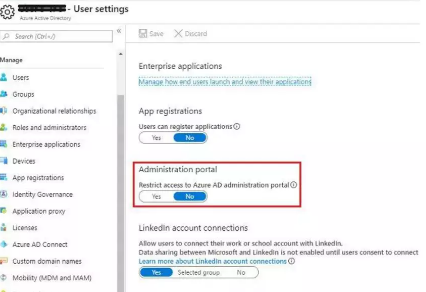 - User settings
Azure Active Directory
Search (Ctrl+/)
«
Save
Discard
Manage
Users
Groups
Organizational relationships
Roles and administrators
Enterprise applications
Devices
App registrations
Identity Governance
Application proxy
Licenses
Azure AD Connect
Custom domain names
Mobility (MDM and MAM)
Enterprise applications
Manage how end users launch and view their applications
App registrations
Users can register applications
Yes No
Administration portal
Restrict access to Azure AD administration portal
Yes No
LinkedIn account connections
Allow users to connect their work or school account with LinkedIn.
Data sharing between Microsoft and LinkedIn is not enabled until users consent to connect
Learn more about LinkedIn account connections
Yes Selected group No